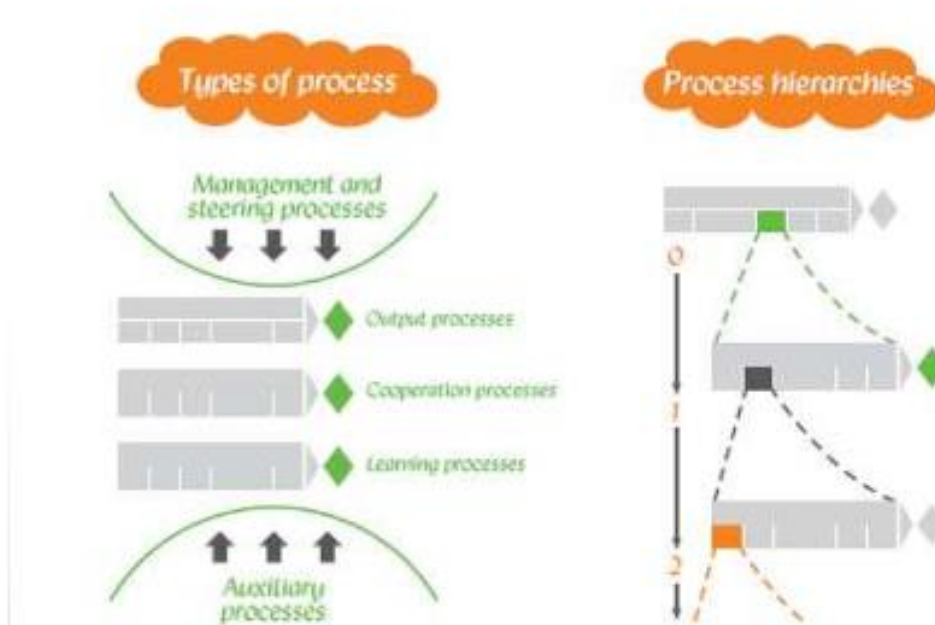 Types of process
Management and
steering processes
Output processes
Cooperation processes
Learning processes
Auxiliary
processes
Process hierarchies
0
1
2